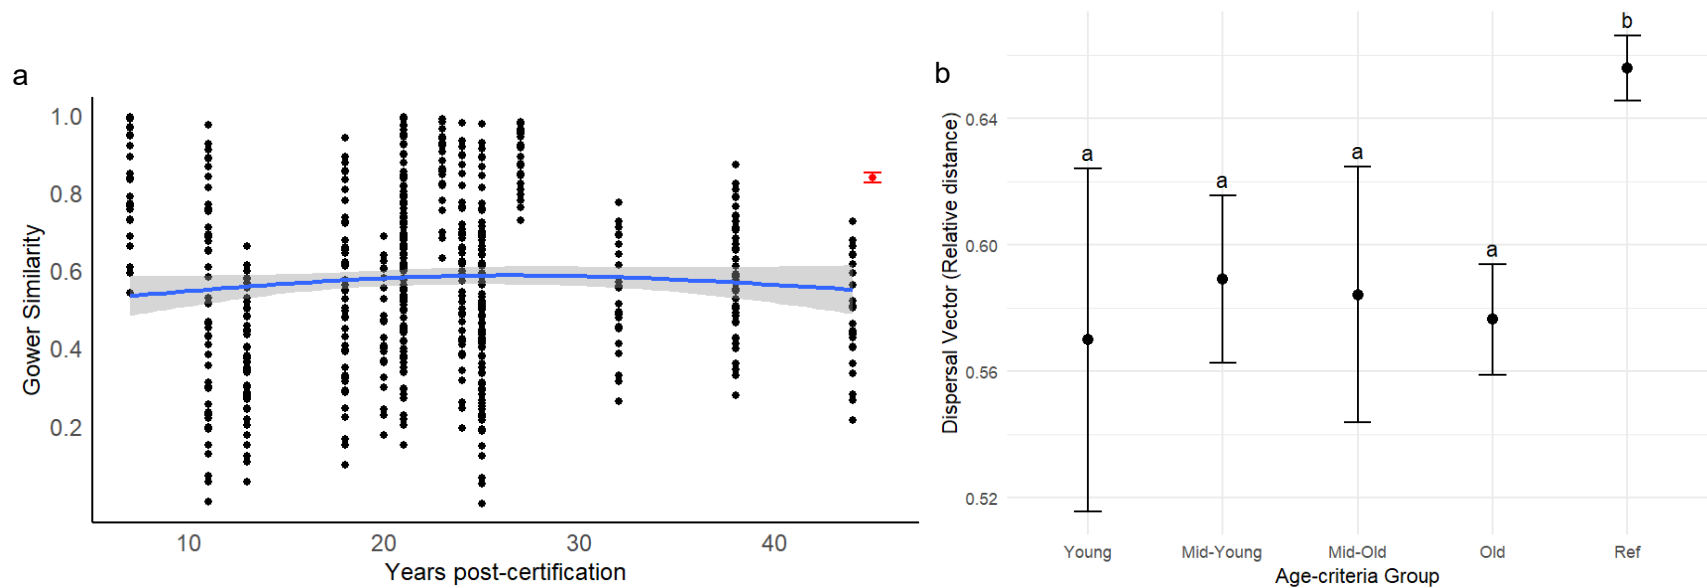 a
Gower Similarity
1.0
0.8
0.6
0.4
0.2
10 20 30 40
Years post-certification
b
Dispersal Vector (Relative distance)
0.64
0.60
0.56
0.52
a
a
a
a
b
Young Mid-Young Mid-Old Old Ref
Age-criteria Group